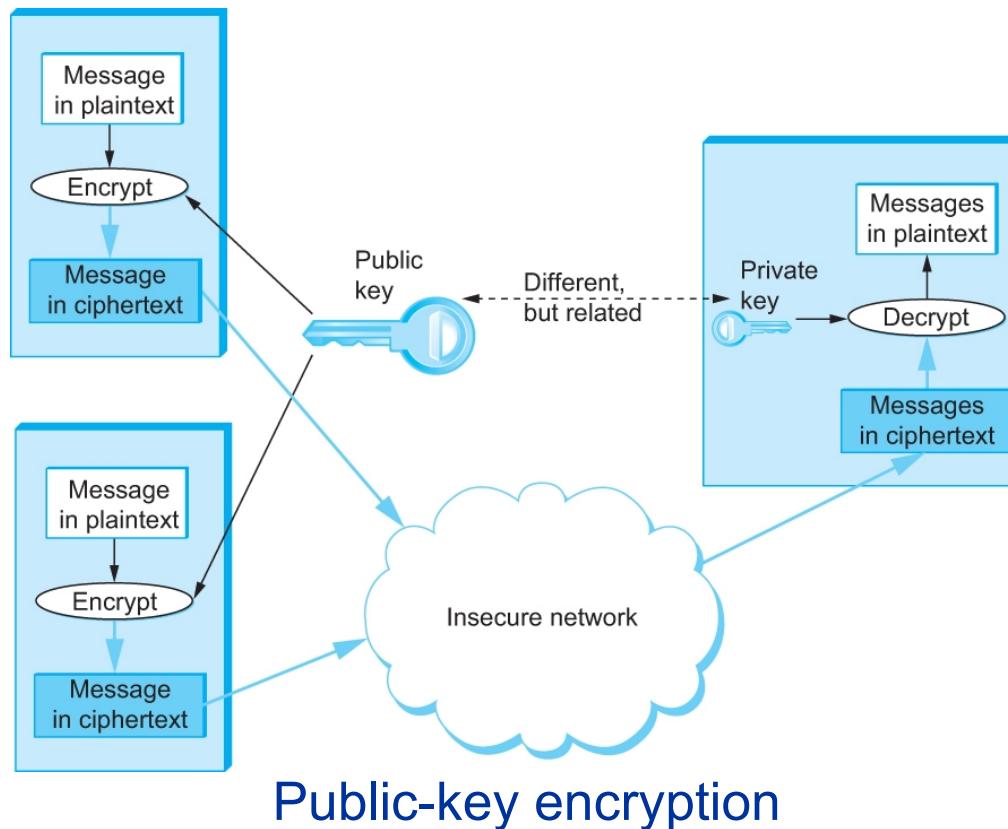 Message
in plaintext
Encrypt
Message
in ciphertext
Public
key
Different,
but related
Private
key
Messages
in plaintext
Decrypt
Messages
in ciphertext
Message
in plaintext
Encrypt
Message
in ciphertext
Insecure network
Public-key encryption